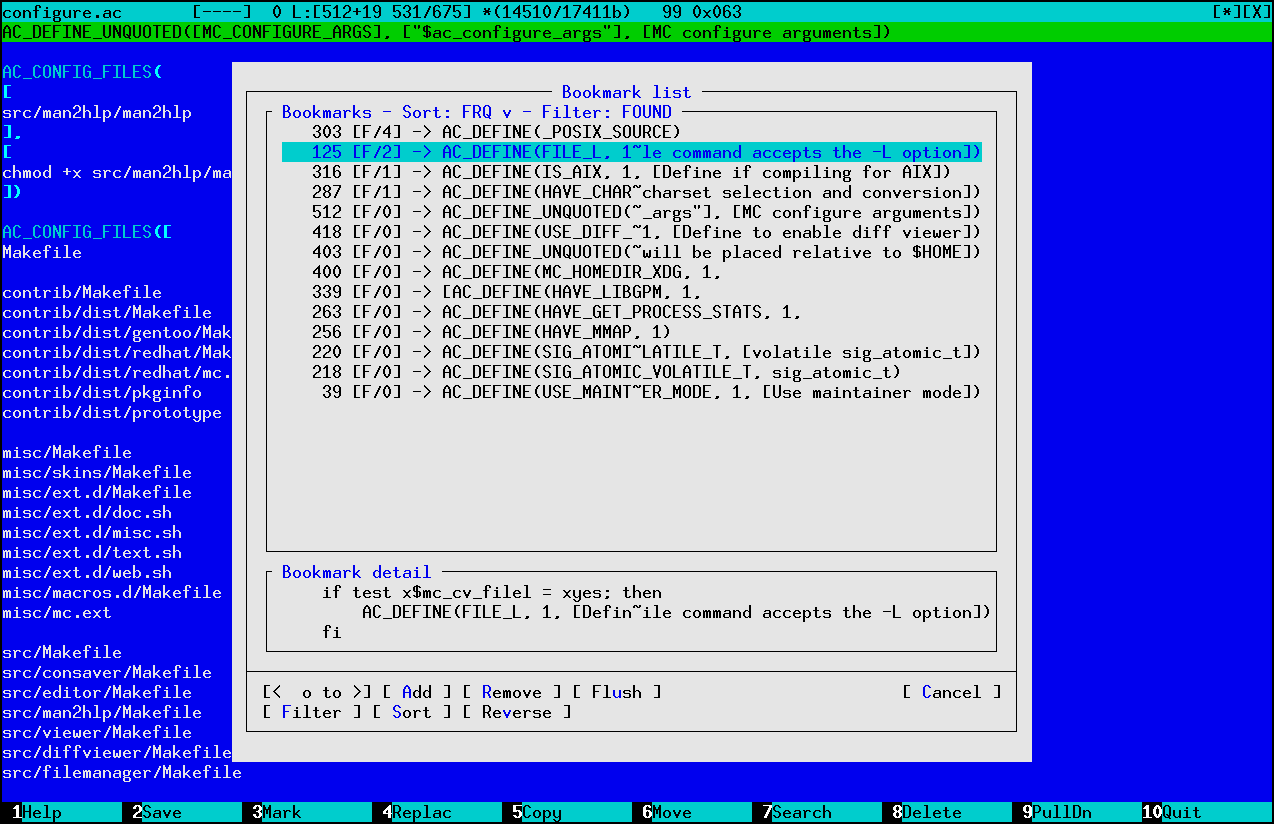 configure.ac [----] 0 L:[512+19 531/675] *(14510/17411b) 99 0x063 [*][X]
AC_DEFINE_UNQUOTED([MC_CONFIGURE_ARGS], ["$ac_configure_args"], [MC configure arguments])
AC_CONFIG_FILES(
[
src/man2hlp/man2hlp
],
[
chmod +x src/man2hlp/ma
])
AC_CONFIG_FILES([
Makefile
contrib/Makefile
contrib/dist/Makefile
contrib/dist/gentoo/Mak
contrib/dist/redhat/Mak
contrib/dist/redhat/mc.
contrib/dist/pkginfo
contrib/dist/prototype
misc/Makefile
misc/skins/Makefile
misc/ext.d/Makefile
misc/ext.d/doc.sh
misc/ext.d/misc.sh
misc/ext.d/text.sh
misc/ext.d/web.sh
misc/macros.d/Makefile
misc/mc.ext
src/Makefile
src/consaver/Makefile
src/editor/Makefile
src/man2hlp/Makefile
src/viewer/Makefile
src/diffviewer/Makefile
src/filemanager/Makefile
Bookmark list
Bookmarks - Sort: FRQ v - Filter: FOUND
303 [F/4] -> AC_DEFINE(_POSIX_SOURCE)
125 [F/2] -> AC_DEFINE(FILE_L, 1~le command accepts the -L option])
316 [F/1] -> AC_DEFINE(IS_AIX, 1, [Define if compiling for AIX])
287 [F/1] -> AC_DEFINE(HAVE_CHAR~charset selection and conversion])
512 [F/0] -> AC_DEFINE_UNQUOTED(~_args"], [MC configure arguments])
418 [F/0] -> AC_DEFINE(USE_DIFF_~1, [Define to enable diff viewer])
403 [F/0] -> AC_DEFINE_UNQUOTED(~will be placed relative to $HOME])
400 [F/0] -> AC_DEFINE(MC_HOMEDIR_XDG, 1,
339 [F/0] -> [AC_DEFINE(HAVE_LIBGPM, 1,
263 [F/0] -> AC_DEFINE(HAVE_GET_PROCESS_STATS, 1,
256 [F/0] -> AC_DEFINE(HAVE_MMAP, 1)
220 [F/0] -> AC_DEFINE(SIG_ATOMI~LATILE_T, [volatile sig_atomic_t])
218 [F/0] -> AC_DEFINE(SIG_ATOMIC_VOLATILE_T, sig_atomic_t)
39 [F/0] -> AC_DEFINE(USE_MAINT~ER_MODE, 1, [Use maintainer mode])
Bookmark detail
if test x$mc_cv_filel = xyes; then
AC_DEFINE(FILE_L, 1, [Defin~ile command accepts the -L option])
fi
[< o to >] [ Add ] [ Remove ] [ Flush ] [ Cancel ]
[ Filter ] [ Sort ] [ Reverse ]
1Help 2Save 3Mark 4Replac 5Copy 6Move 7Search 8Delete 9PullDn 10Quit